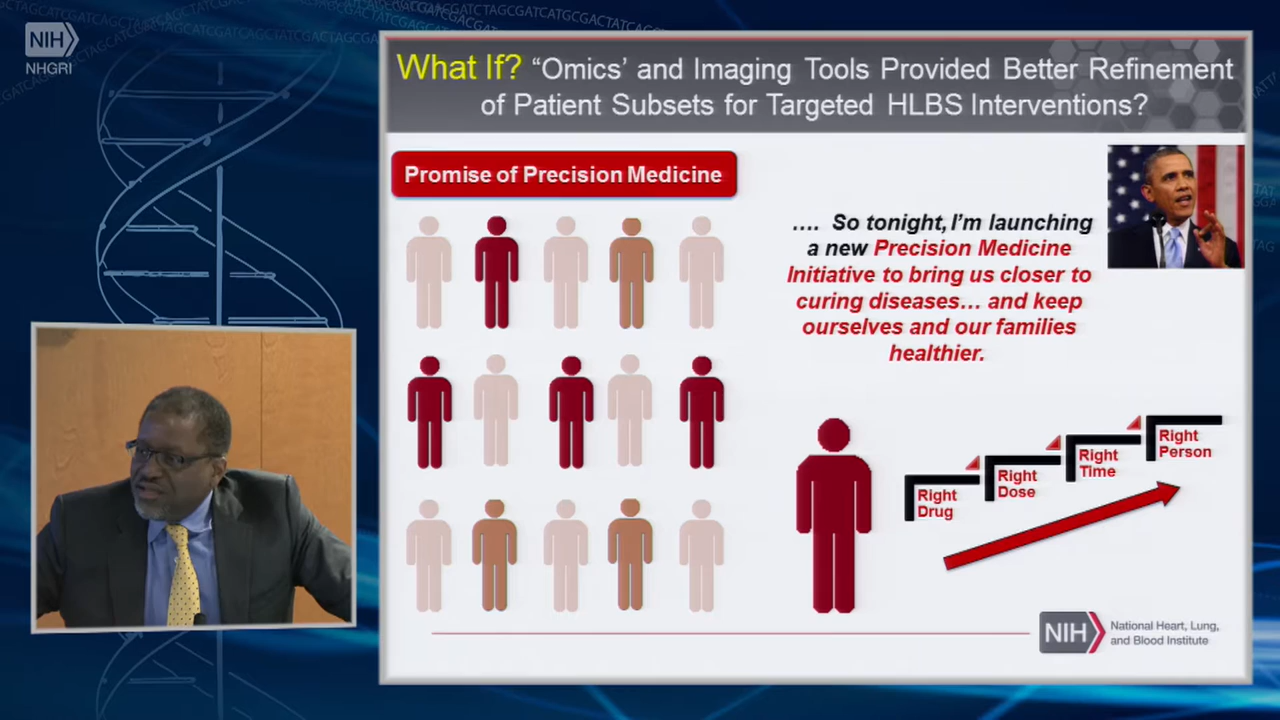 NIH
NHGRI
What If? “Omics’ and Imaging Tools Provided Better Refinement
of Patient Subsets for Targeted HLBS Interventions?
Promise of Precision Medicine
.... So tonight, I’m launching
a new Precision Medicine
Initiative to bring us closer to
curing diseases... and keep
ourselves and our families
healthier.
Right
Drug
Right
Dose
Right
Time
Right
Person
NIH
National Heart, Lung,
and Blood Institute